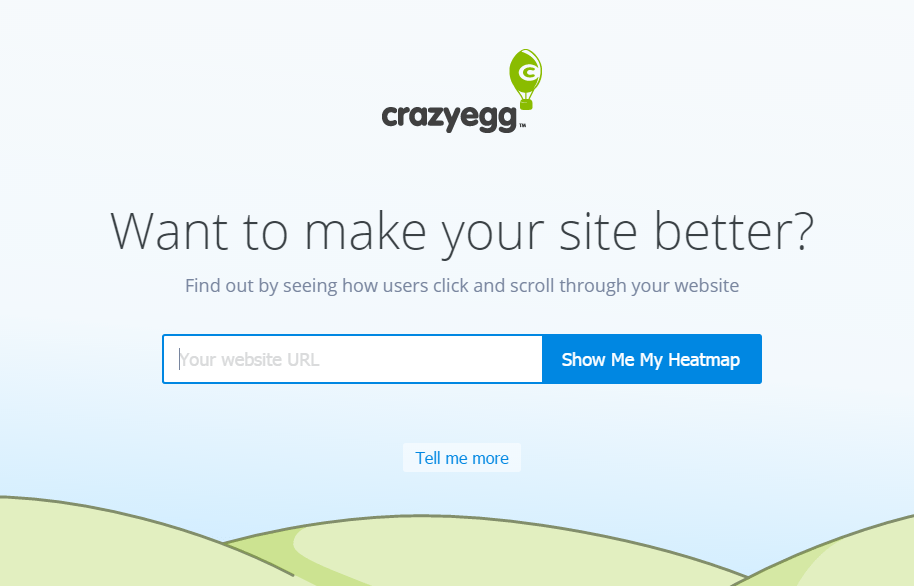 crazyegg™
Want to make your site better?
Find out by seeing how users click and scroll through your website
Your website URL
Show Me My Heatmap
Tell me more